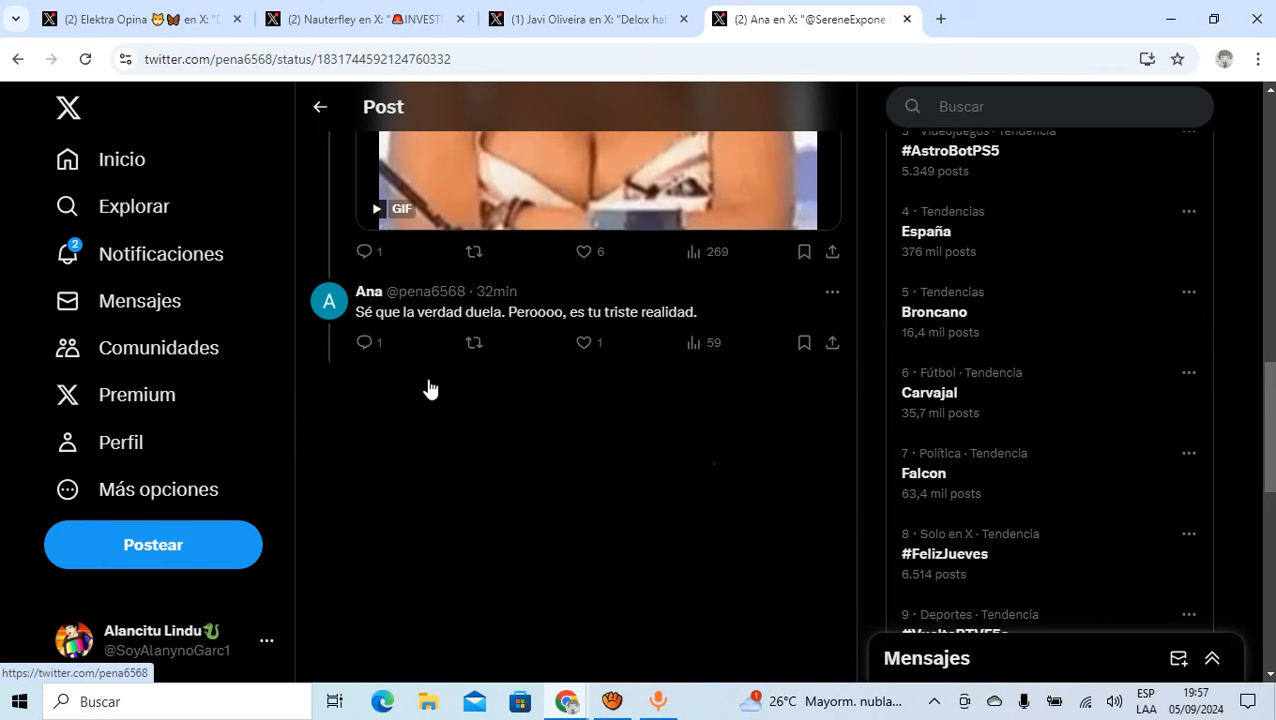 (2) Elektra Opina 🐱🦋 en X: "D
(2) Nauterfley en X: "🚨INVEST
(1) Javi Oliveira en X: "Delox hal
(2) Ana en X: "@SereneExpone
twitter.com/pena6568/status/1831744592124760332
Post
Buscar
Inicio
Explorar
2
Notificaciones
Mensajes
Comunidades
Premium
Perfil
Más opciones
Postear
Alancitu Lindu🐉
@SoyAlanynoGarc1
https://twitter.com/pena6568
GIF
1
6
269
A
Ana @pena6568 · 32min
Sé que la verdad duela. Peroooo, es tu triste realidad.
1
1
59
3 · Videojuegos · Tendencia
#AstroBotPS5
5.349 posts
4 · Tendencias
España
376 mil posts
5 · Tendencias
Broncano
16,4 mil posts
6 · Fútbol · Tendencia
Carvajal
35,7 mil posts
7 · Política · Tendencia
Falcon
63,4 mil posts
8 · Solo en X · Tendencia
#FelizJueves
6.514 posts
9 · Deportes · Tendencia
Mensajes
Buscar
1
26°C Mayorm. nubla...
ESP
LAA
19:57
05/09/2024